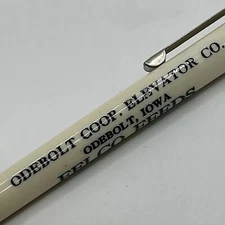 ODEBOLT COOP. ELEVATOR CO.
ODEBOLT, IOWA
FELCO FEEDS